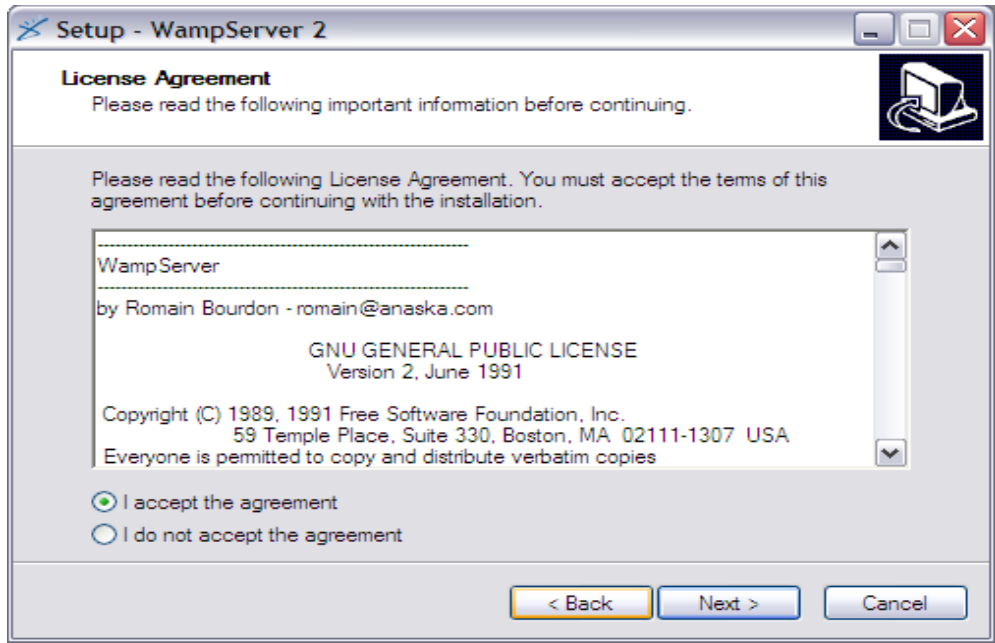 Setup - WampServer 2
License Agreement
Please read the following important information before continuing.
Please read the following License Agreement. You must accept the terms of this
agreement before continuing with the installation.
--------------------------------------------------------------
WampServer
--------------------------------------------------------------
by Romain Bourdon - romain@anaska.com
GNU GENERAL PUBLIC LICENSE
Version 2, June 1991
Copyright (C) 1989, 1991 Free Software Foundation, Inc.
59 Temple Place, Suite 330, Boston, MA 02111-1307 USA
Everyone is permitted to copy and distribute verbatim copies
I accept the agreement
I do not accept the agreement
< Back Next > Cancel